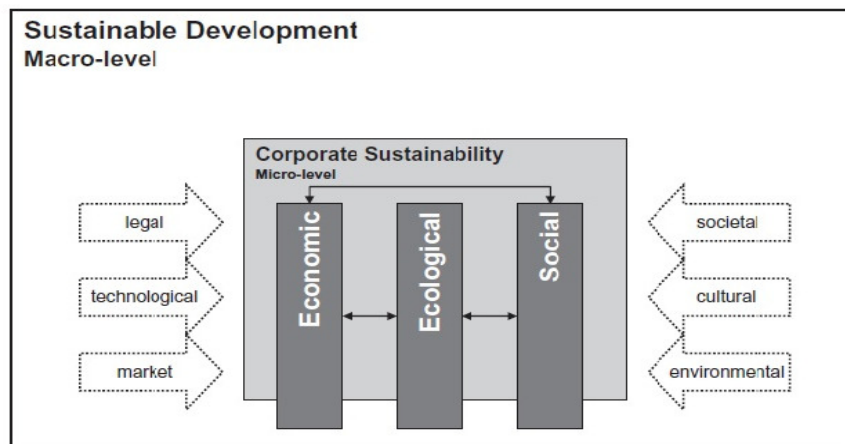 Sustainable Development
Macro-level
Corporate Sustainability
Micro-level
Economic
Ecological
Social
legal
technological
market
societal
cultural
environmental